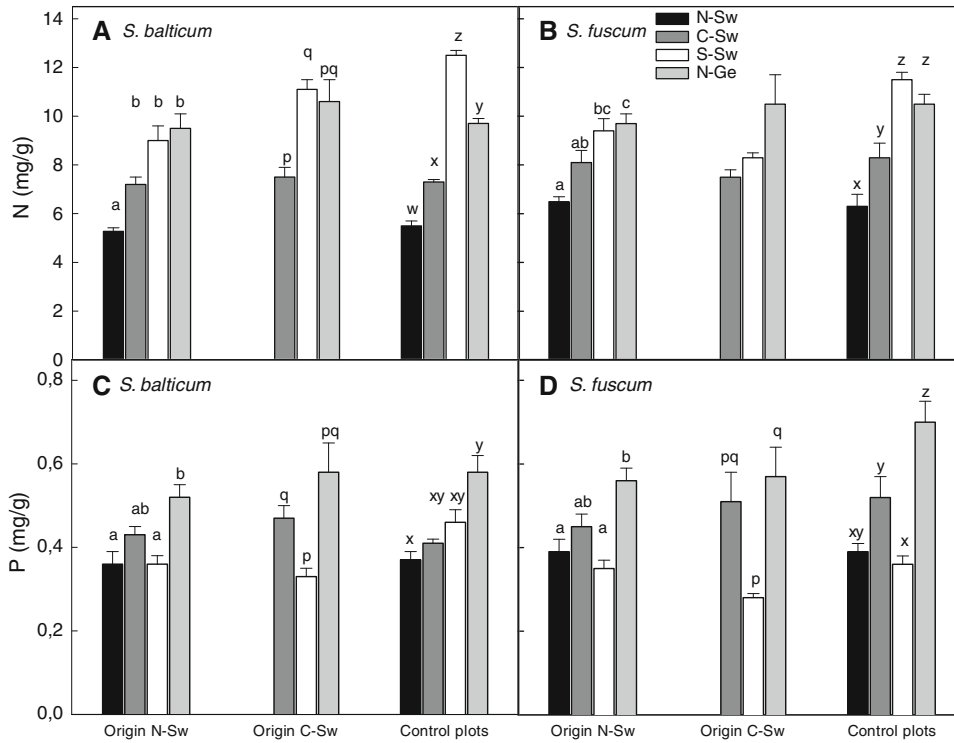 A S. balticum
B S. fuscum
N-Sw
C-Sw
S-Sw
N-Ge
N (mg/g)
14
12
10
8
6
4
2
0
a b b b
p q pq
w x z y
a ab bc c
x y z z
C S. balticum
D S. fuscum
P (mg/g)
0,8
0,6
0,4
0,2
0,0
a ab a b
q p pq
x xy xy y
a ab a b
pq p q
xy y x z
Origin N-Sw Origin C-Sw Control plots
Origin N-Sw Origin C-Sw Control plots